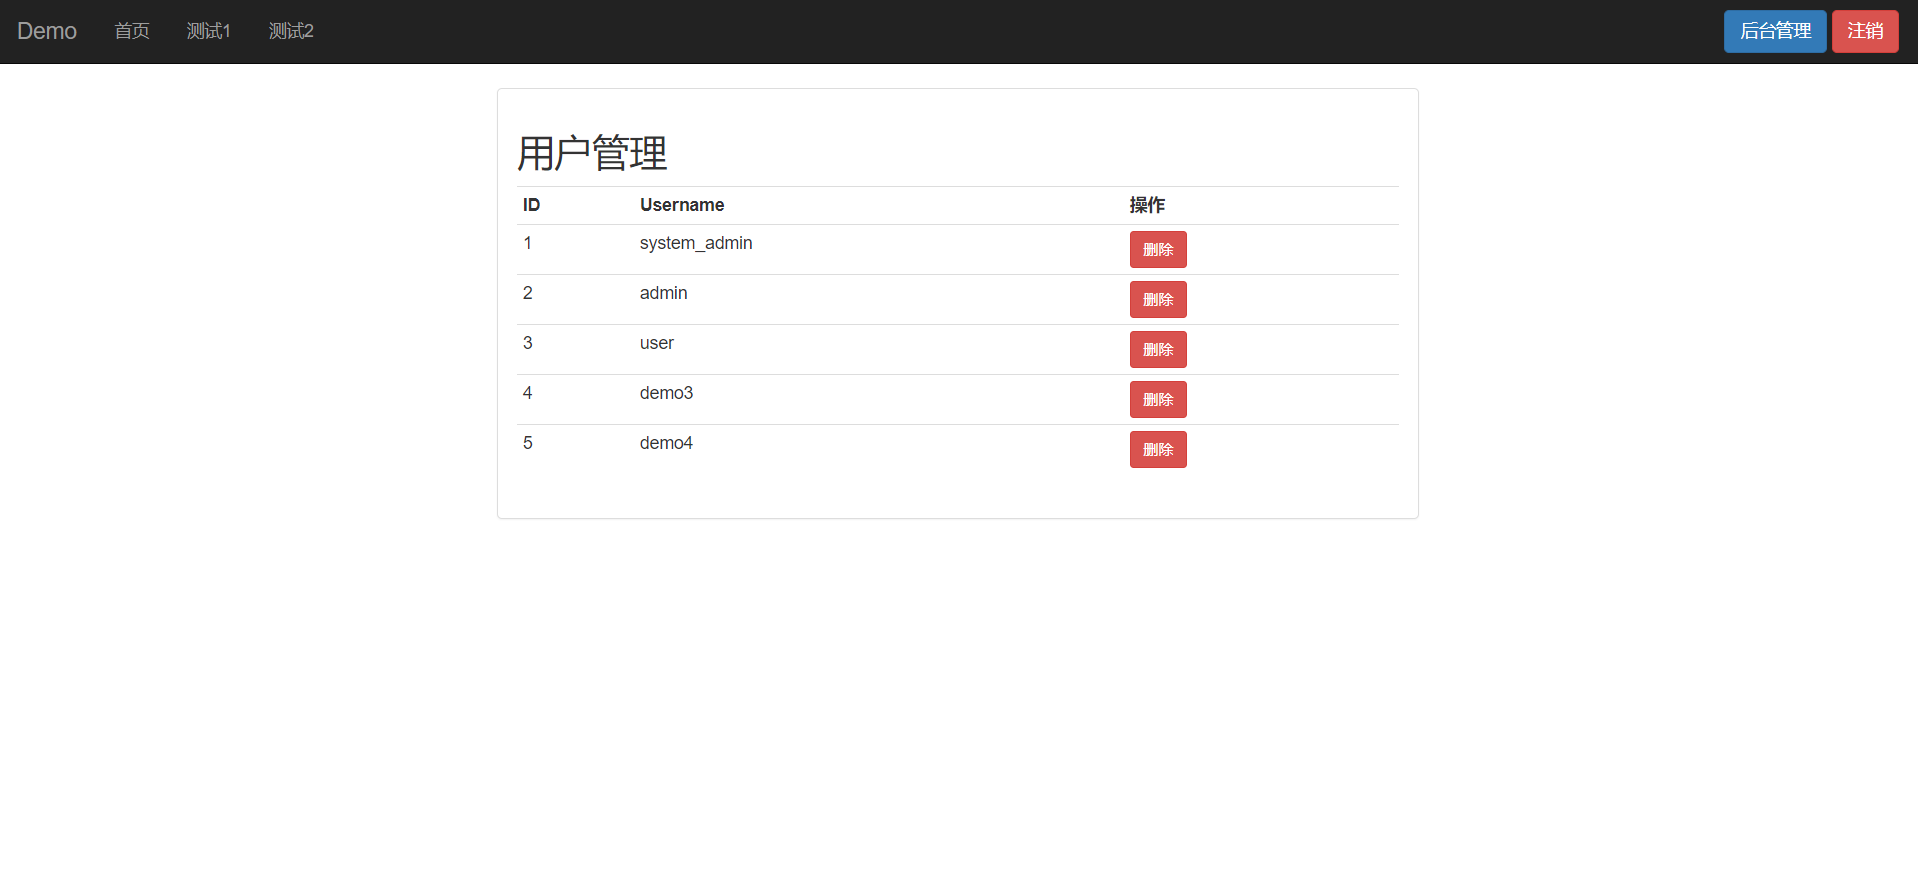 Demo 首页 测试1 测试2 后台管理 注销
用户管理
ID Username 操作
1 system_admin 删除
2 admin 删除
3 user 删除
4 demo3 删除
5 demo4 删除